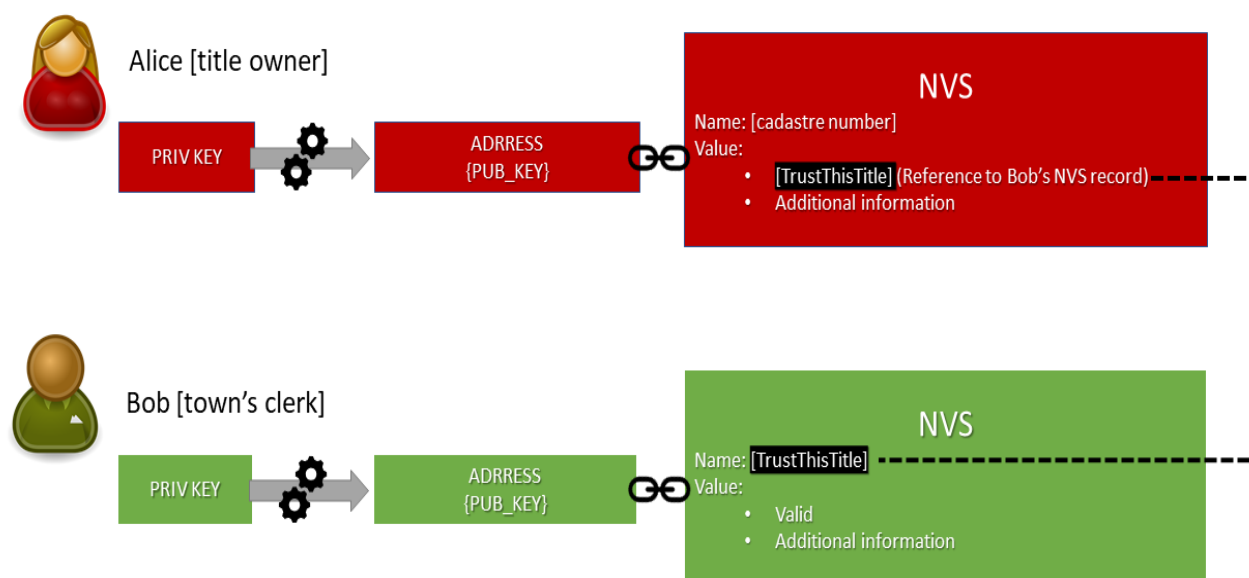 Alice [title owner]
PRIV KEY
ADRRESS
{PUB_KEY}
NVS
Name: [cadastre number]
Value:
• [TrustThisTitle] (Reference to Bob's NVS record)
• Additional information
Bob [town's clerk]
PRIV KEY
ADRRESS
{PUB_KEY}
NVS
Name: [TrustThisTitle]
Value:
• Valid
• Additional information